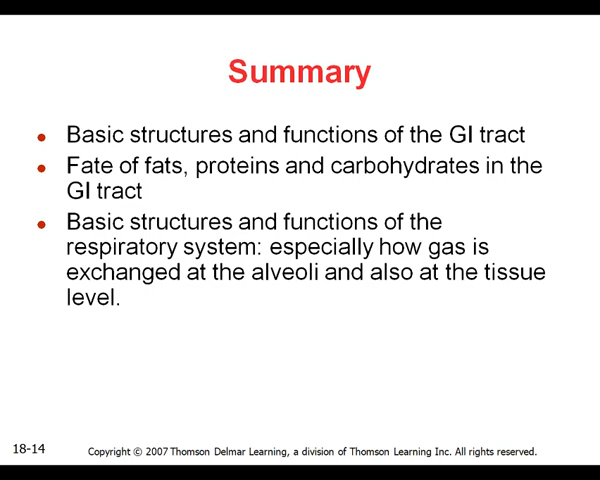 Summary
Basic structures and functions of the GI tract
Fate of fats, proteins and carbohydrates in the
GI tract
Basic structures and functions of the
respiratory system: especially how gas is
exchanged at the alveoli and also at the tissue
level.
18-14
Copyright © 2007 Thomson Delmar Learning, a division of Thomson Learning Inc. All rights reserved.